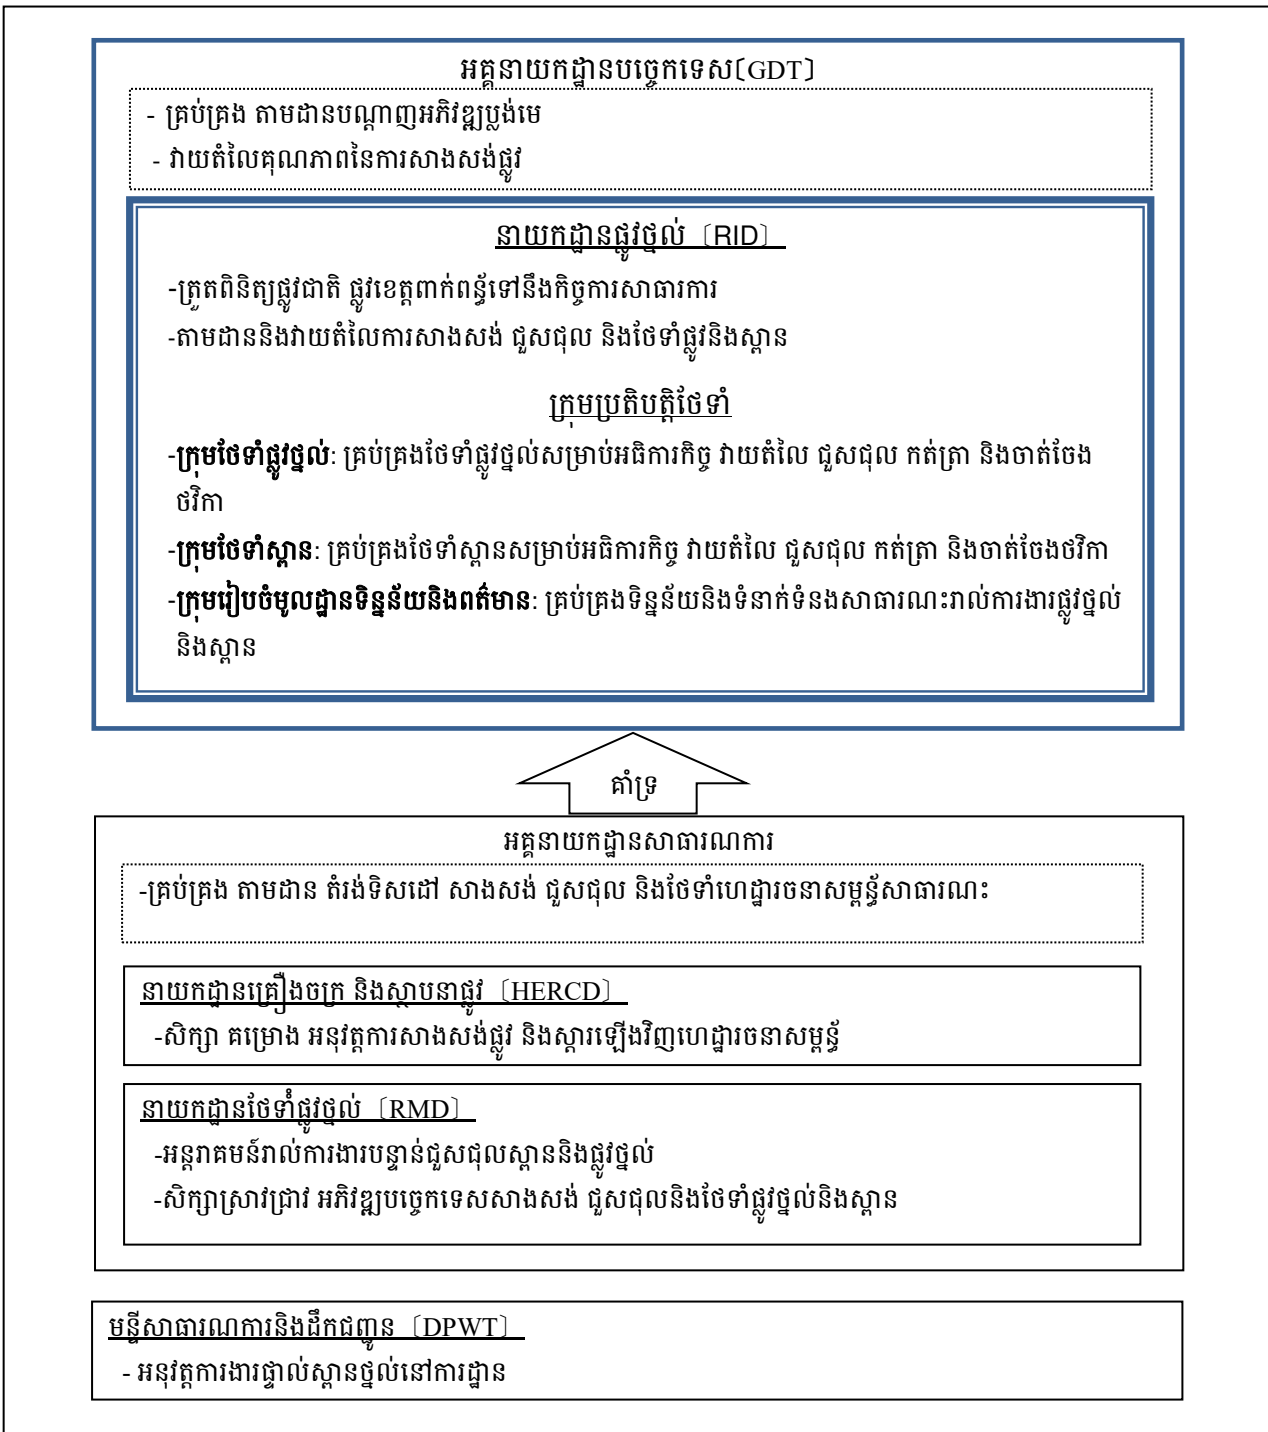 អគ្គនាយកដ្ឋានបច្ចេកទេស〔GDT〕
- គ្រប់គ្រង តាមដានបណ្តាញអភិវឌ្ឍប្លង់មេ
- វាយតំលៃគុណភាពនៃការសាងសង់ផ្លូវ
នាយកដ្ឋានផ្លូវថ្នល់〔RID〕
-ត្រួតពិនិត្យផ្លូវជាតិ ផ្លូវខេត្តពាក់ពន្ធ័ទៅនឹងកិច្ចការសាធារការ
-តាមដាននិងវាយតំលៃការសាងសង់ ជួសជុល និងថែទាំផ្លូវនិងស្ពាន
ក្រុមប្រតិបត្តិថែទាំ
-ក្រុមថែទាំផ្លូវថ្នល់: គ្រប់គ្រងថែទាំផ្លូវថ្នល់សម្រាប់អធិការកិច្ច វាយតំលៃ ជួសជុល កត់ត្រា និងចាត់ចែង
ថវិកា
-ក្រុមថែទាំស្ពាន: គ្រប់គ្រងថែទាំស្ពានសម្រាប់អធិការកិច្ច វាយតំលៃ ជួសជុល កត់ត្រា និងចាត់ចែងថវិកា
-ក្រុមរៀបចំមូលដ្ឋានទិន្នន័យនិងពត៌មាន: គ្រប់គ្រងទិន្នន័យនិងទំនាក់ទំនងសាធារណះរាល់ការងារផ្លូវថ្នល់
និងស្ពាន
គាំទ្រ
អគ្គនាយកដ្ឋានសាធារណការ
-គ្រប់គ្រង តាមដាន តំរង់ទិសដៅ សាងសង់ ជួសជុល និងថែទាំហេដ្ឋារចនាសម្ពន្ធ័សាធារណះ
នាយកដ្ឋានគ្រឿងចក្រ និងស្ថាបនាផ្លូវ〔HERCD〕
-សិក្សា គម្រោង អនុវត្តការសាងសង់ផ្លូវ និងស្តារឡើងវិញហេដ្ឋារចនាសម្ពន្ធ័
នាយកដ្ឋានថែទាំផ្លូវថ្នល់〔RMD〕
-អន្តរាគមន៍រាល់ការងារបន្ទាន់ជួសជុលស្ពាននិងផ្លូវថ្នល់
-សិក្សាស្រាវជ្រាវ អភិវឌ្ឍបច្ចេកទេសសាងសង់ ជួសជុលនិងថែទាំផ្លូវថ្នល់និងស្ពាន
មន្ទីសាធារណការនិងដឹកជញ្ជូន〔DPWT〕
- អនុវត្តការងារផ្ទាល់ស្ពានថ្នល់នៅការដ្ឋាន